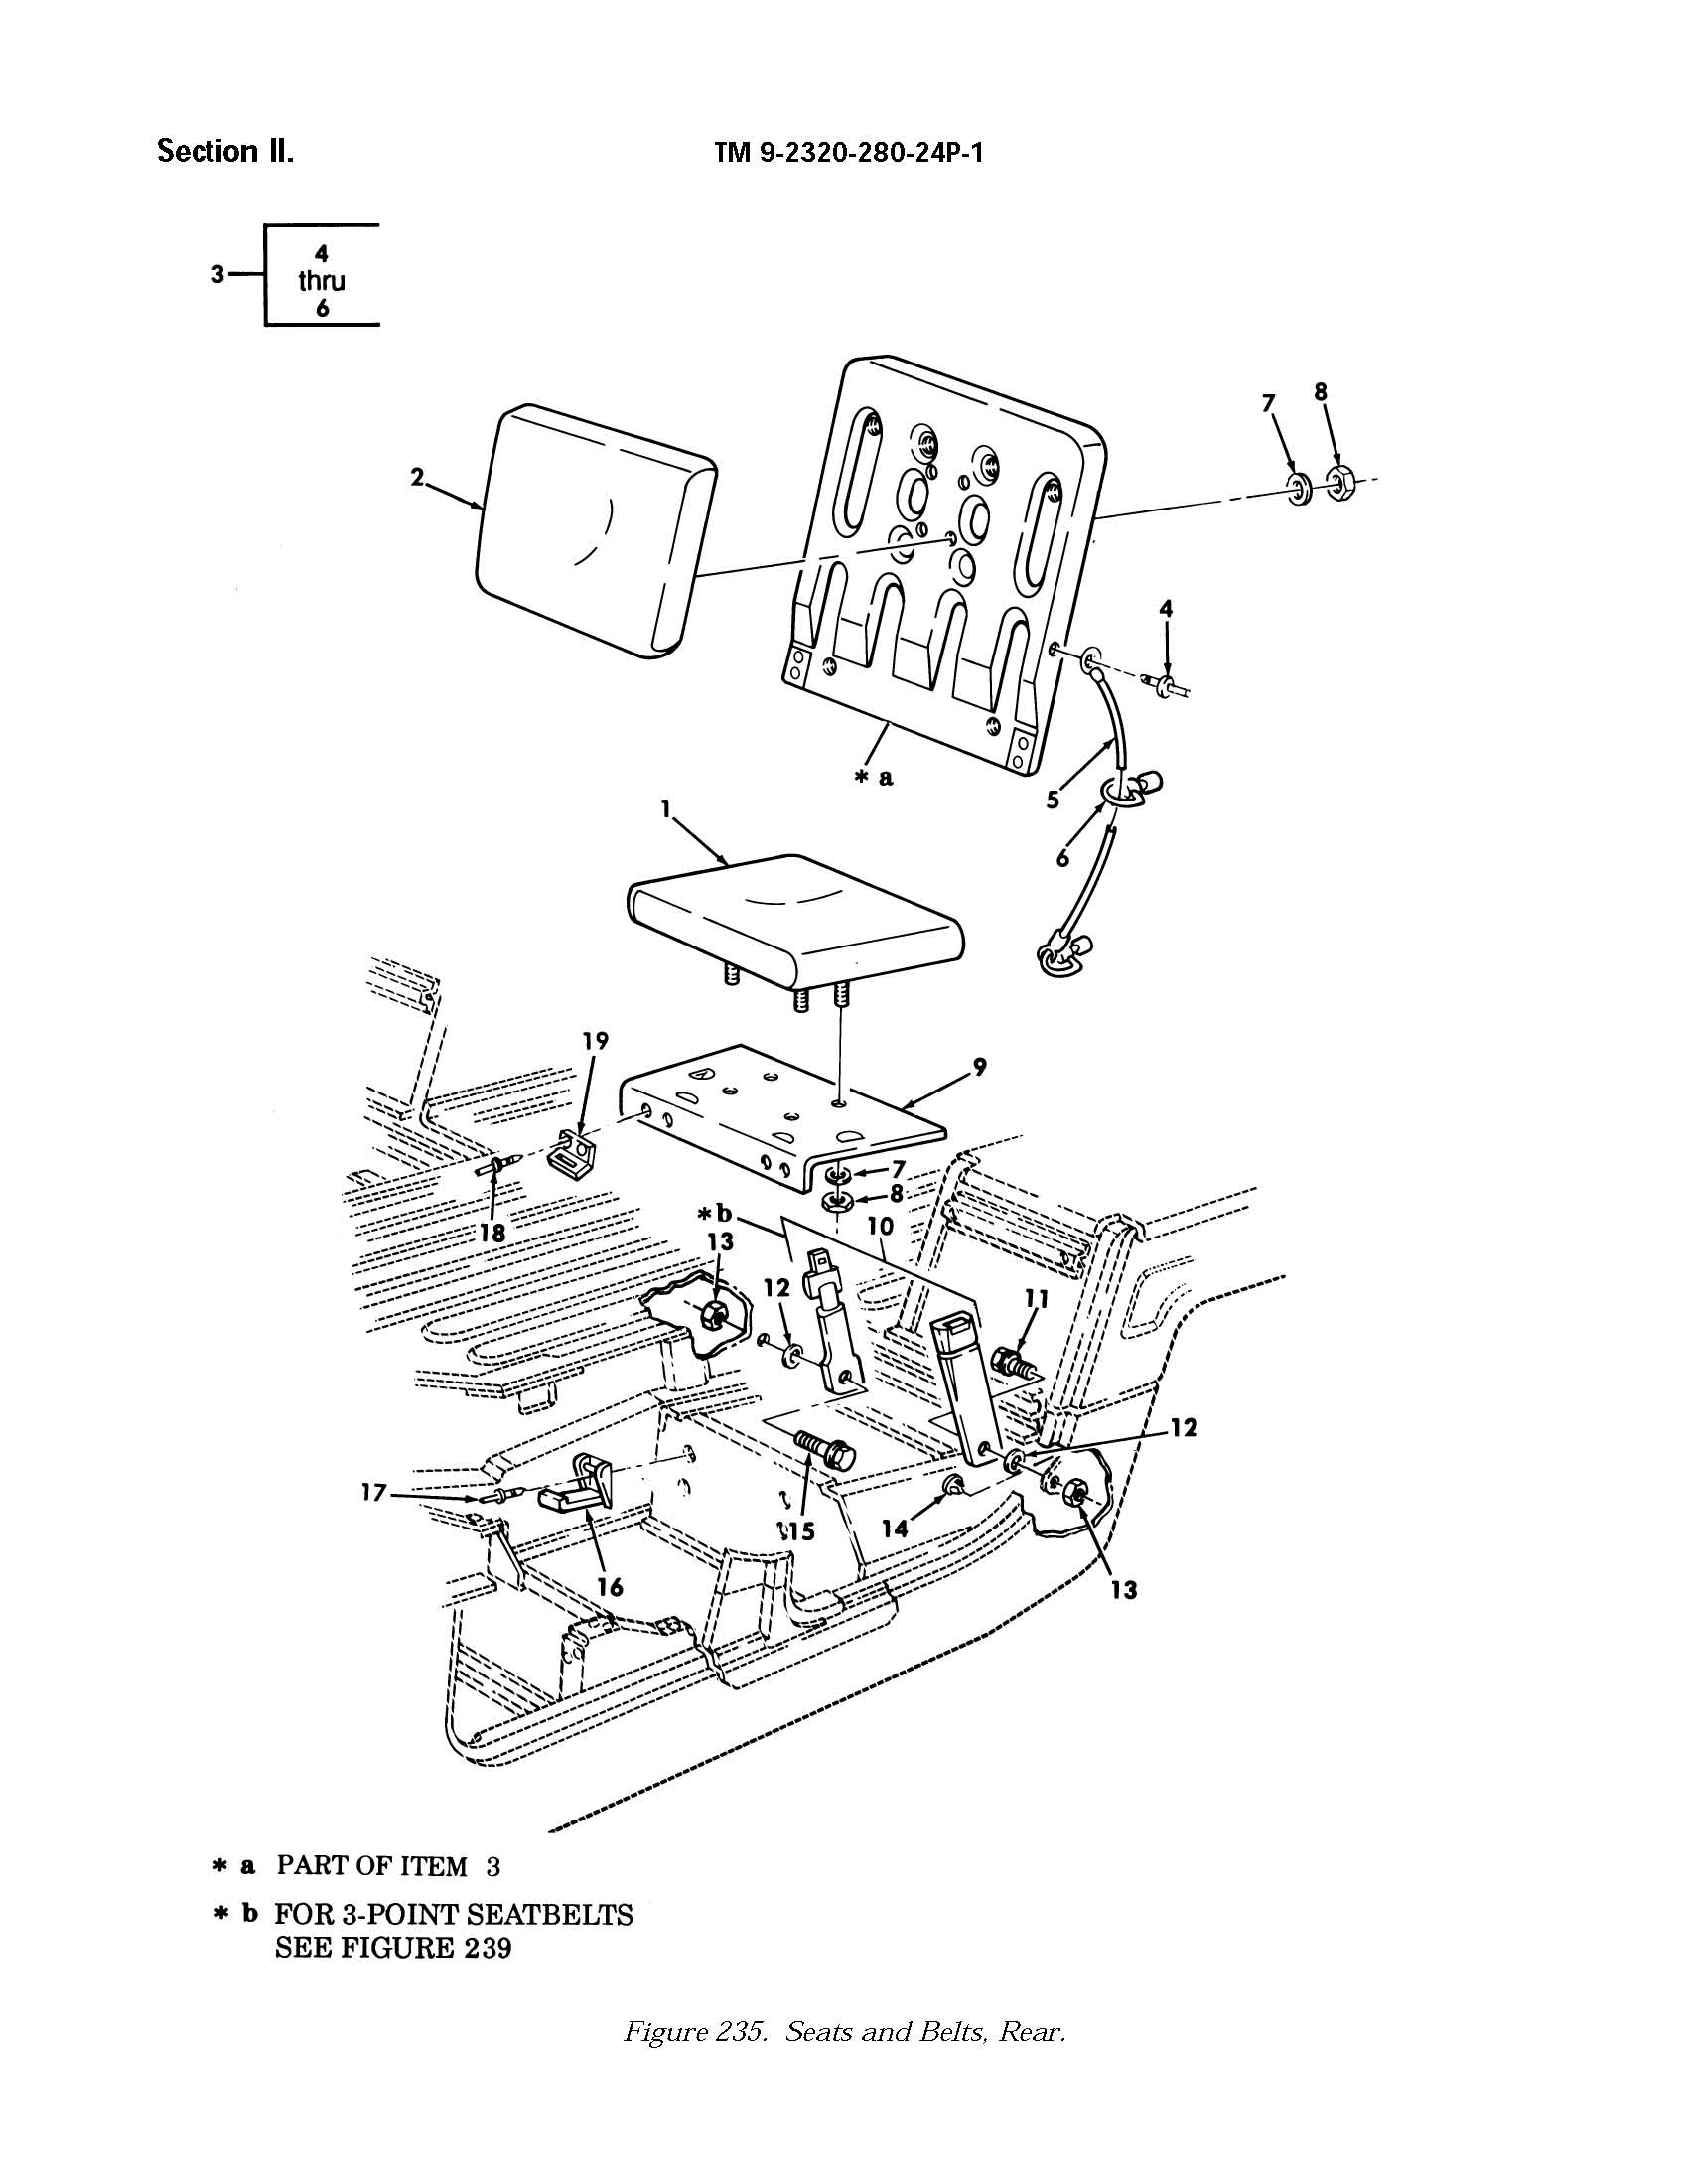 Section II.
TM 9-2320-280-24P-1
3
4
thru
6
7
8
2
4
* a
5
6
1
19
9
7
8
18
* b
10
13
12
11
12
17
15
14
16
13
* a PART OF ITEM 3
* b FOR 3-POINT SEATBELTS
SEE FIGURE 239
Figure 235. Seats and Belts, Rear.